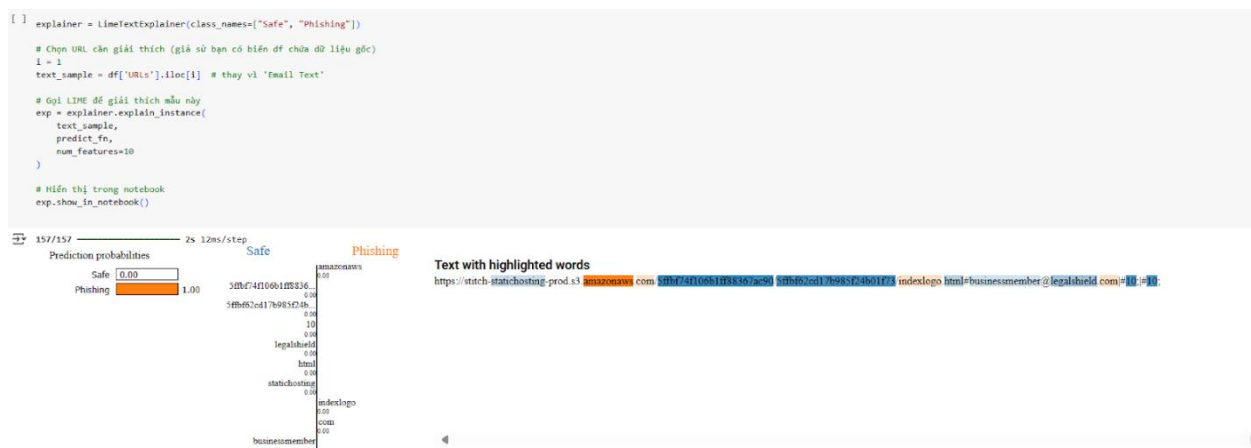 [ ]
explainer = LimeTextExplainer(class_names=["Safe", "Phishing"])
# Chọn URL cần giải thích (giả sử bạn có biến df chứa dữ liệu gốc)
i = 1
text_sample = df['URLs'].iloc[i] # thay vì 'Email Text'
# Gọi LIME để giải thích mẫu này
exp = explainer.explain_instance(
text_sample,
predict_fn,
num_features=10
)
# Hiển thị trong notebook
exp.show_in_notebook()
157/157 2s 12ms/step
Prediction probabilities
Safe 0.00
Phishing 1.00
Safe Phishing
amazonaws
0.00
5ffbf74f106b1ff8836...
0.00
5ffbf62cd17b985f24b...
0.00
10
0.00
legalshield
0.00
html
0.00
statichosting
0.00
indexlogo
0.00
com
0.00
businessmember
Text with highlighted words
https://stitch-statichosting-prod.s3.amazonaws.com/5ffbf74f106b1ff88367ac90/5ffbf62cd17b985f24b01f73/indexlogo.html#businessmember@legalshield.com|#10;|#10;